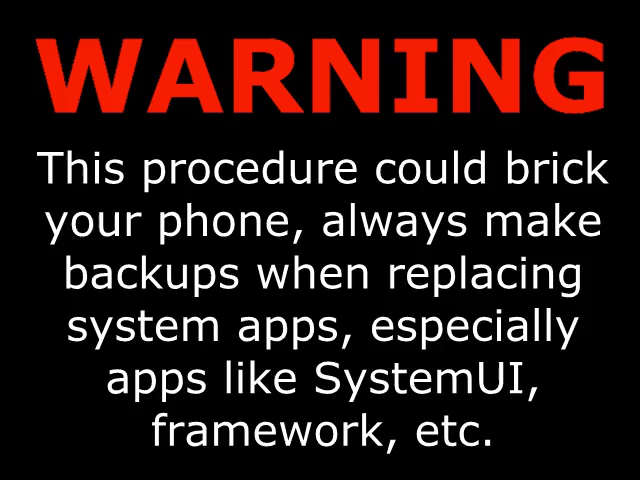 WARNING
This procedure could brick
your phone, always make
backups when replacing
system apps, especially
apps like SystemUI,
framework, etc.